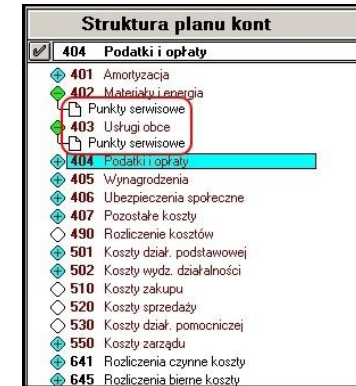 Struktura planu kont
404 Podatki i opłaty
401 Amortyzacja
402 Materiały i energia
Punkty serwisowe
403 Usługi obce
Punkty serwisowe
404 Podatki i opłaty
405 Wynagrodzenia
406 Ubezpieczenia społeczne
407 Pozostałe koszty
490 Rozliczenie kosztów
501 Koszty dział. podstawowej
502 Koszty wydz. działalności
510 Koszty zakupu
520 Koszty sprzedaży
530 Koszty dział. pomocniczej
550 Koszty zarządu
641 Rozliczenia czynne koszty
645 Rozliczenia bierne koszty